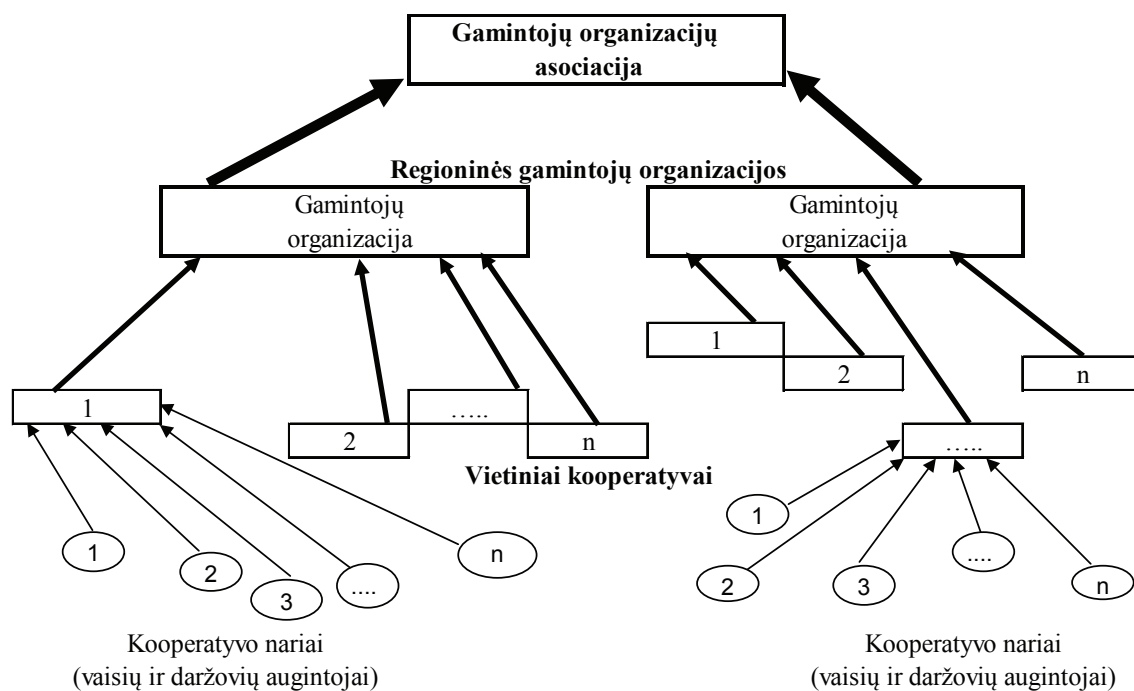 Gamintojų organizacijų
asociacija
Regioninės gamintojų organizacijos
Gamintojų
organizacija
Gamintojų
organizacija
1
2
n
1
…..
2
n
…..
Vietiniai kooperatyvai
1
2
3
....
n
1
2
3
....
n
Kooperatyvo nariai
(vaisių ir daržovių augintojai)
Kooperatyvo nariai
(vaisių ir daržovių augintojai)